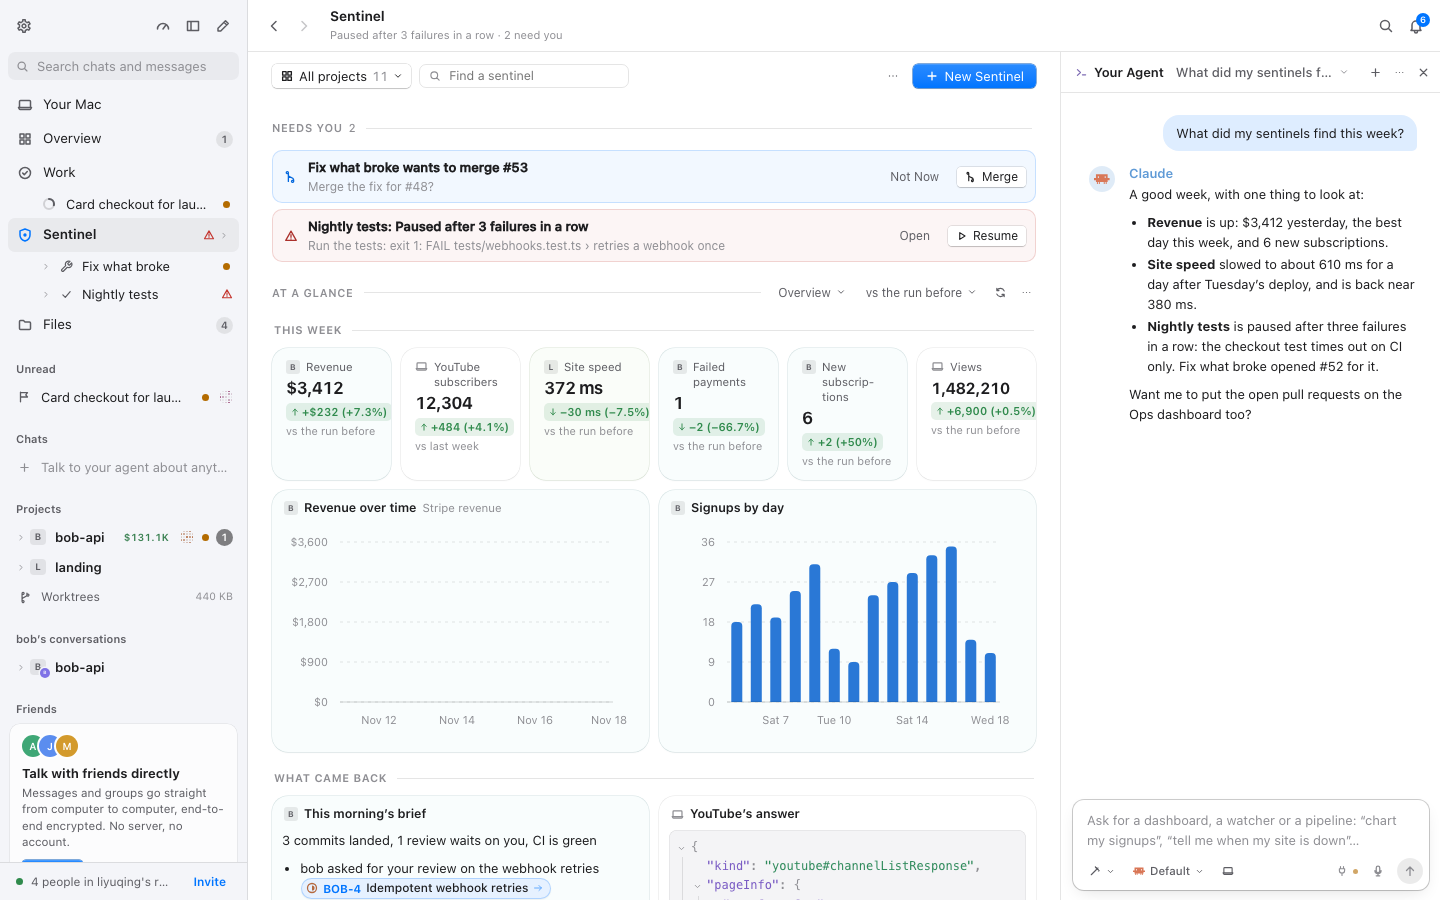 Search chats and messages
Your Mac
Overview
1
Work
Card checkout for lau...
Sentinel
Fix what broke
Nightly tests
Files
4
Unread
Card checkout for lau...
Chats
Talk to your agent about anyt...
Projects
B
bob-api
$131.1K
1
L
landing
Worktrees
440 KB
bob's conversations
B
bob-api
Friends
A
J
M
Talk with friends directly
Messages and groups go straight
from computer to computer, end-to-
end encrypted. No server, no
account.
4 people in liyuqing's r...
Invite
Sentinel
Paused after 3 failures in a row · 2 need you
6
All projects 11
Find a sentinel
New Sentinel
NEEDS YOU 2
Fix what broke wants to merge #53
Merge the fix for #48?
Not Now
Merge
Nightly tests: Paused after 3 failures in a row
Run the tests: exit 1: FAIL tests/webhooks.test.ts › retries a webhook once
Open
Resume
AT A GLANCE
Overview
vs the run before
THIS WEEK
B
Revenue
$3,412
↑ +$232 (+7.3%)
vs the run before
YouTube
subscribers
12,304
↑ +484 (+4.1%)
vs last week
L
Site speed
372 ms
↓ −30 ms (−7.5%)
vs the run before
B
Failed
payments
1
↓ −2 (−66.7%)
vs the run before
B
New
subscrip-
tions
6
↑ +2 (+50%)
vs the run before
Views
1,482,210
↑ +6,900 (+0.5%)
vs the run before
B
Revenue over time Stripe revenue
$3,600
$2,700
$1,800
$900
$0
Nov 12
Nov 14
Nov 16
Nov 18
B
Signups by day
36
27
18
9
0
Sat 7
Tue 10
Sat 14
Wed 18
WHAT CAME BACK
B
This morning's brief
3 commits landed, 1 review waits on you, CI is green
• bob asked for your review on the webhook retries
BOB-4 Idempotent webhook retries →
YouTube's answer
{
"kind": "youtube#channelListResponse",
"pageInfo": {
Your Agent
What did my sentinels f...
What did my sentinels find this week?
Claude
A good week, with one thing to look at:
• Revenue is up: $3,412 yesterday, the best
day this week, and 6 new subscriptions.
• Site speed slowed to about 610 ms for a
day after Tuesday's deploy, and is back near
380 ms.
• Nightly tests is paused after three failures
in a row: the checkout test times out on CI
only. Fix what broke opened #52 for it.
Want me to put the open pull requests on the
Ops dashboard too?
Ask for a dashboard, a watcher or a pipeline: “chart
my signups”, “tell me when my site is down”...
Default